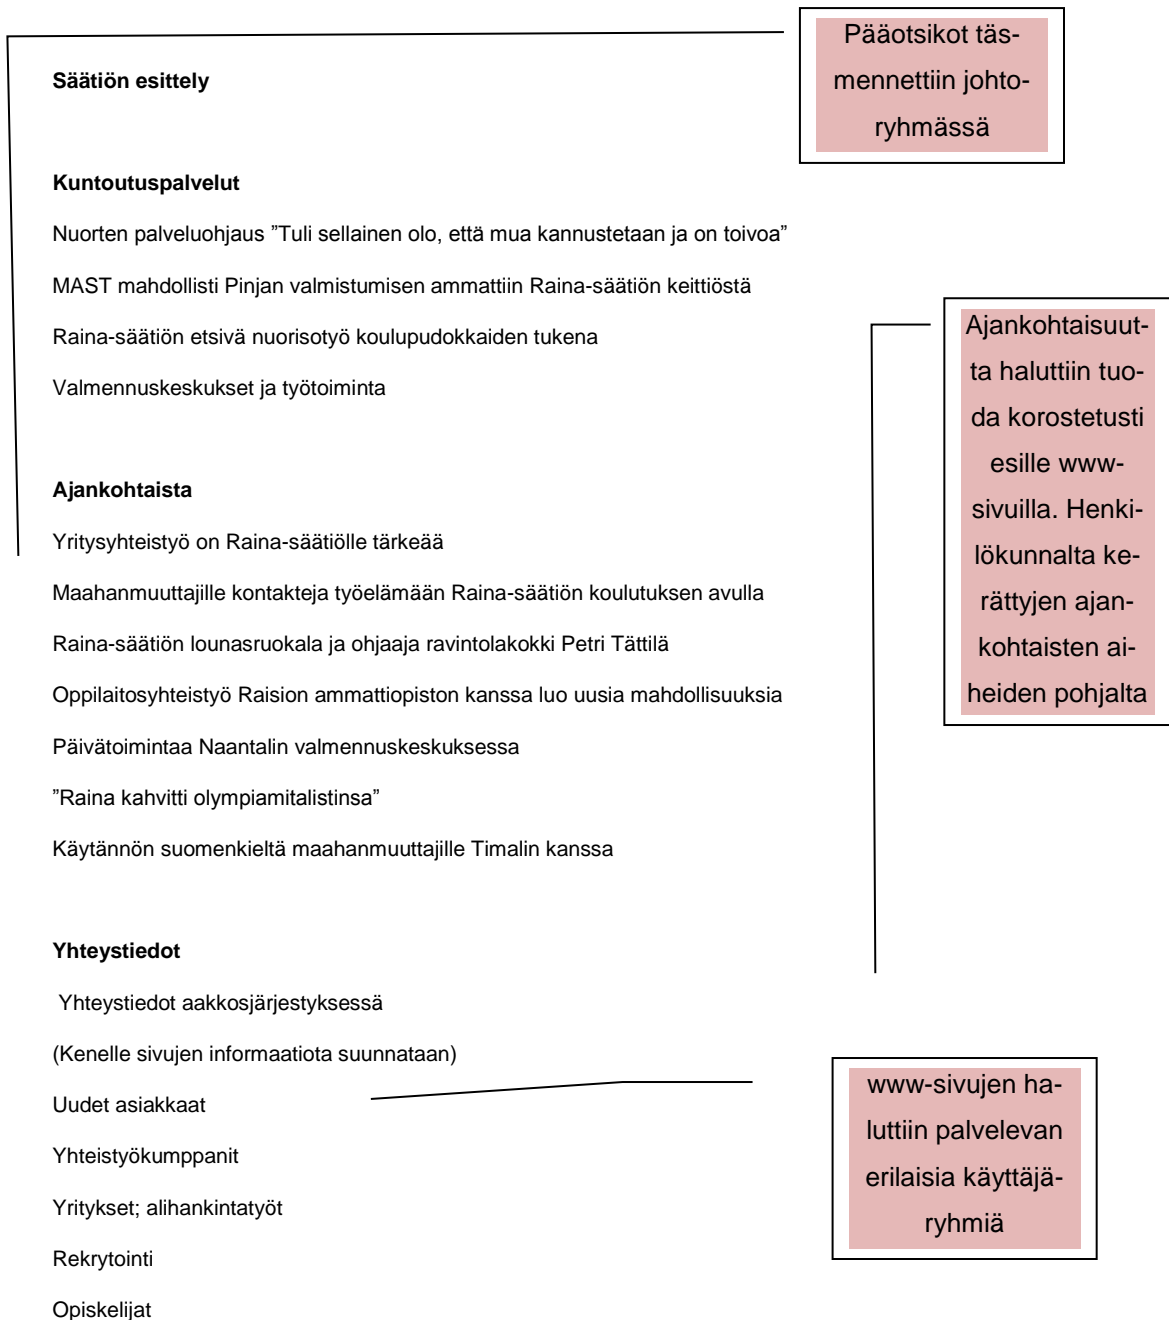 Pääotsikot täs-
mennettiin johto-
ryhmässä
Säätiön esittely
Kuntoutuspalvelut
Nuorten palveluohjaus ”Tuli sellainen olo, että mua kannustetaan ja on toivoa”
MAST mahdollisti Pinjan valmistumisen ammattiin Raina-säätiön keittiöstä
Raina-säätiön etsivä nuorisotyö koulupudokkaiden tukena
Valmennuskeskukset ja työtoiminta
Ajankohtaisuut-
ta haluttiin tuo-
da korostetusti
esille www-
sivuilla. Henki-
lökunnalta ke-
rättyjen ajan-
kohtaisten ai-
heiden pohjalta
Ajankohtaista
Yritysyhteistyö on Raina-säätiölle tärkeää
Maahanmuuttajille kontakteja työelämään Raina-säätiön koulutuksen avulla
Raina-säätiön lounasruokala ja ohjaaja ravintolakokki Petri Tättilä
Oppilaitosyhteistyö Raision ammattiopiston kanssa luo uusia mahdollisuuksia
Päivätoimintaa Naantalin valmennuskeskuksessa
”Raina kahvitti olympiamitalistinsa”
Käytännön suomenkieltä maahanmuuttajille Timalin kanssa
Yhteystiedot
Yhteystiedot aakkosjärjestyksessä
(Kenelle sivujen informaatiota suunnataan)
Uudet asiakkaat
Yhteistyökumppanit
Yritykset; alihankintatyöt
Rekrytointi
Opiskelijat
www-sivujen ha-
luttiin palvelevan
erilaisia käyttäjä-
ryhmiä